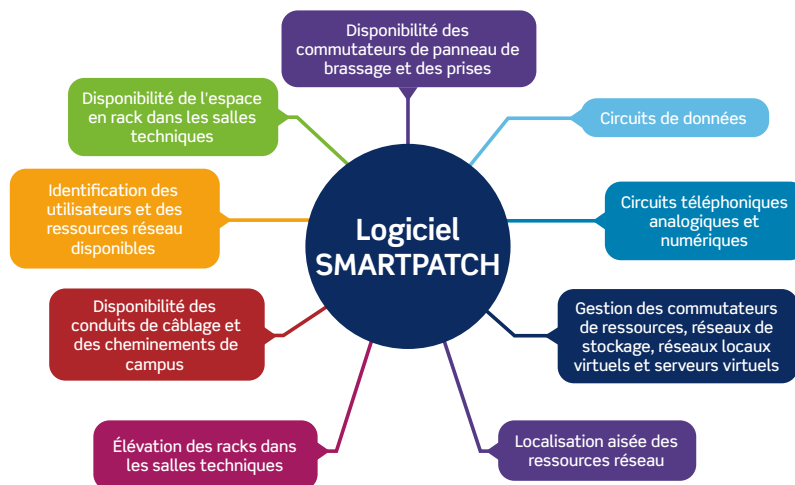 Disponibilité des
commutateurs de panneau de
brassage et des prises
Disponibilité de l'espace
en rack dans les salles
techniques
Circuits de données
Identification des
utilisateurs et des
ressources réseau
disponibles
Circuits téléphoniques
analogiques et
numériques
Logiciel
SMARTPATCH
Disponibilité des
conduits de câblage et
des cheminements de
campus
Gestion des commutateurs
de ressources, réseaux de
stockage, réseaux locaux
virtuels et serveurs virtuels
Élévation des racks dans
les salles techniques
Localisation aisée des
ressources réseau